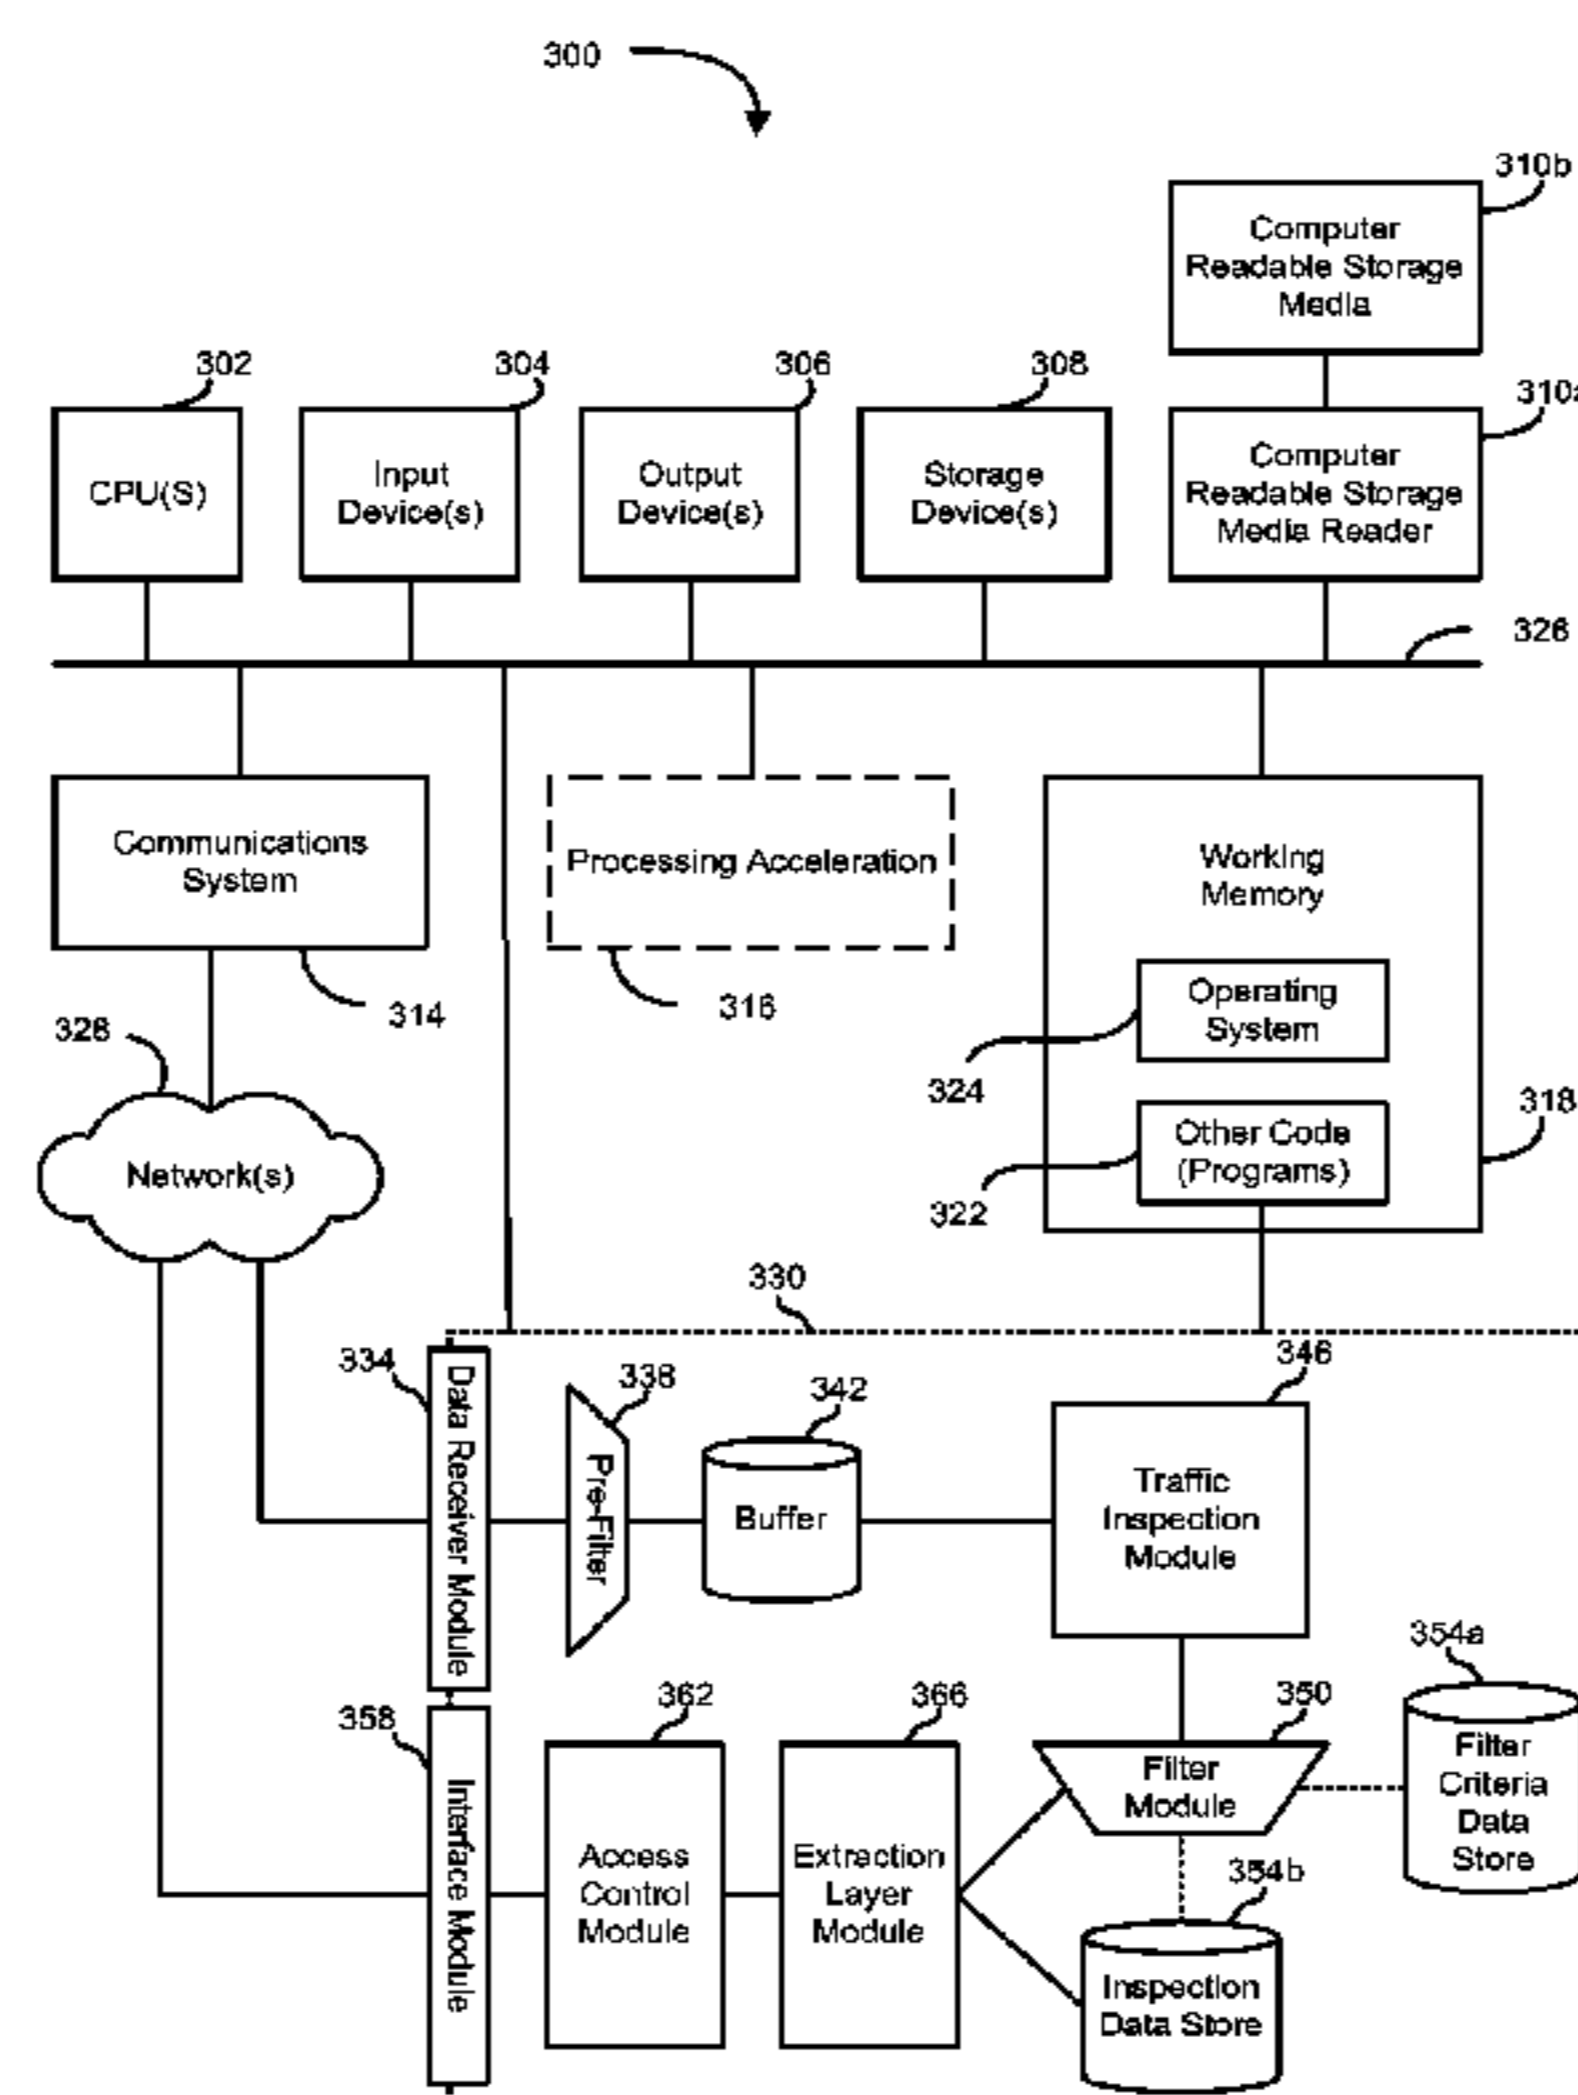 300
310b
Computer
Readable Storage
Media
302
304
306
308
310a
CPU(S)
Input
Device(s)
Output
Device(s)
Storage
Device(s)
Computer
Readable Storage
Media Reader
326
Communications
System
Processing Acceleration
Working
Memory
314
316
Operating
System
324
328
Network(s)
Other Code
(Programs)
318
322
330
334
Data Receiver Module
338
Pre-Filter
342
Buffer
346
Traffic
Inspection
Module
354a
Filter
Criteria
Data
Store
350
Filter
Module
358
Interface Module
362
Access
Control
Module
366
Extraction
Layer
Module
354b
Inspection
Data Store